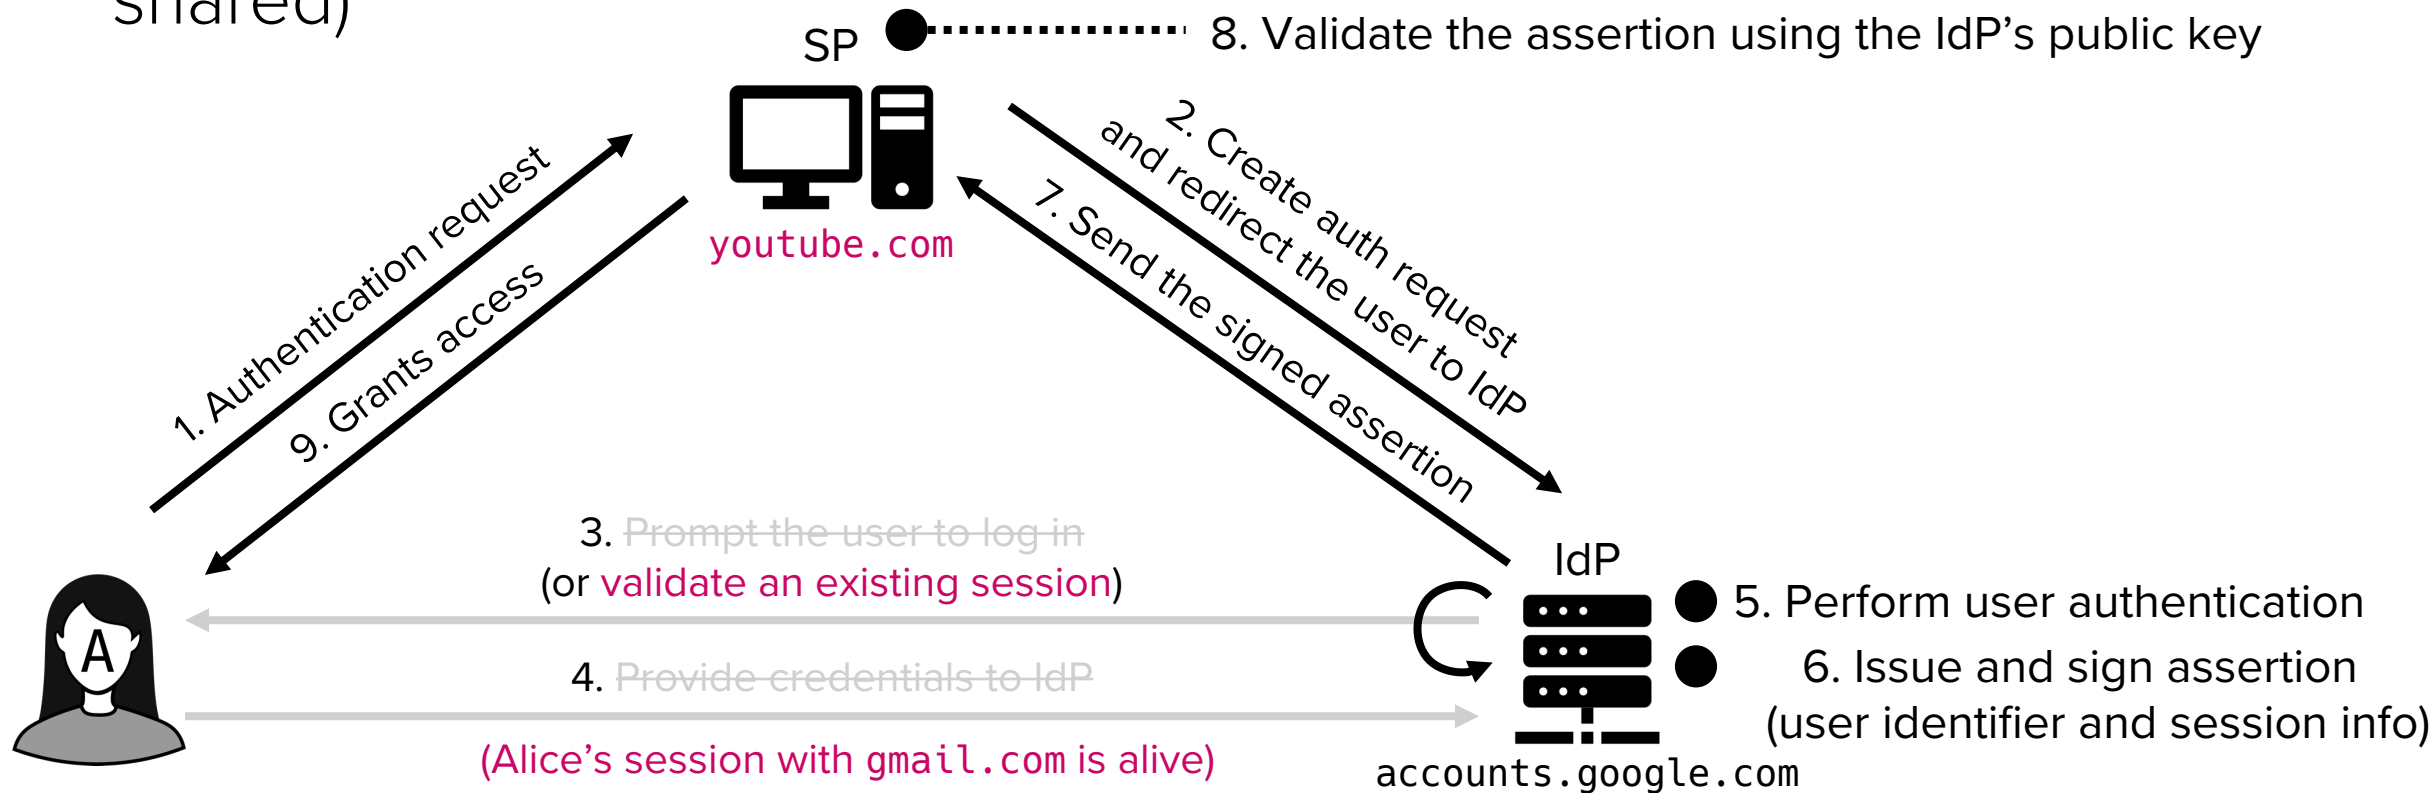 shared)
SP
8. Validate the assertion using the IdP’s public key
youtube.com
1. Authentication request
9. Grants access
2. Create auth request
and redirect the user to IdP
7. Send the signed assertion
3. Prompt the user to log in
(or validate an existing session)
4. Provide credentials to IdP
(Alice’s session with gmail.com is alive)
A
IdP
5. Perform user authentication
6. Issue and sign assertion
(user identifier and session info)
accounts.google.com